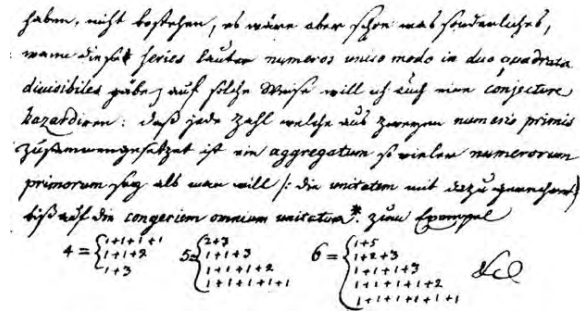 haben, nicht bestehen, es wäre aber schon was sonderliches,
wann diese series lauter numeros unico modo in duo quadrata
divisibiles gäbe; auf solche Weise will ich auch eine conjecture
hazardiren: daß jede Zahl welche aus zweyen numeris primis
zusammengesetzet ist ein aggregatum so vieler numerorum
primorum sey als man will /: die unitatem mit dazu gerechnet :/
biß auf die congeriem omnium unitatum*: zum Exempel
4 = { 1+1+1+1 5 = { 2+3 6 = { 1+5
1+1+2 1+1+3 1+2+3
1+3 1+1+1+2 1+1+1+3 &c
1+1+1+1+1 1+1+1+1+2
1+1+1+1+1+1